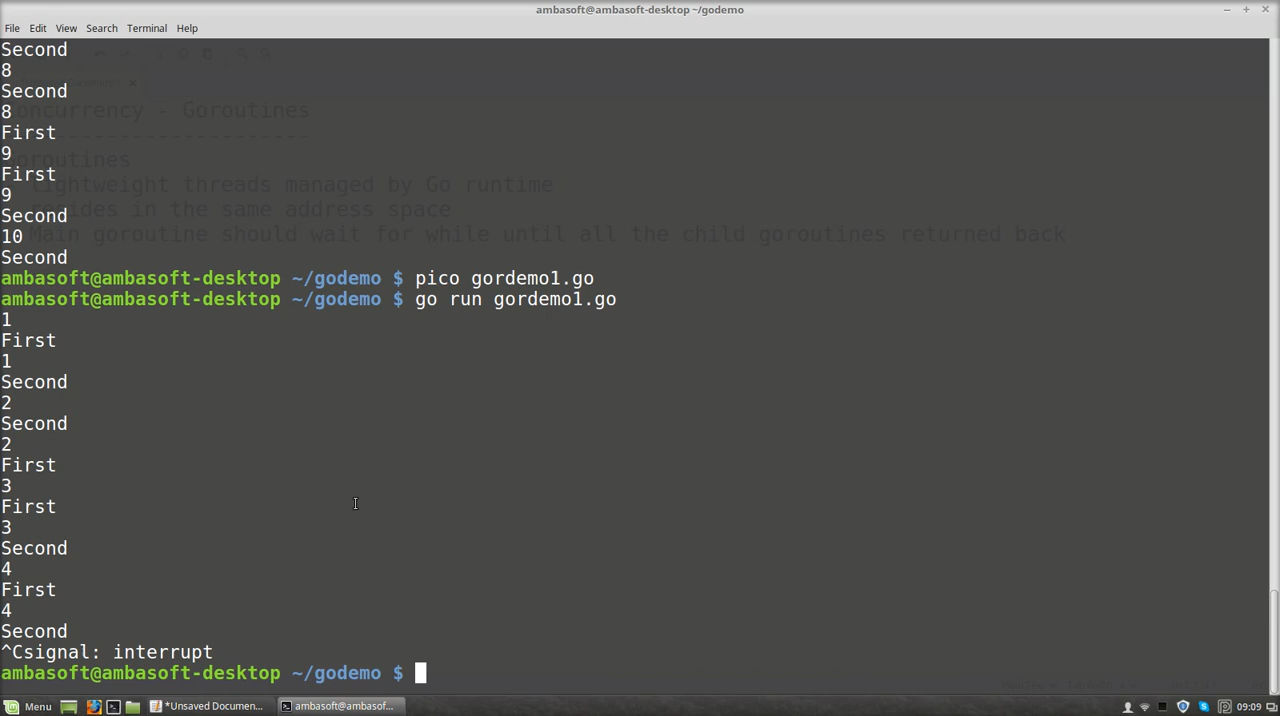 ambasoft@ambasoft-desktop ~/godemo
File Edit View Search Terminal Help
Second
8
Second
8
oncurrency - Goroutines
First
--------------------
9
oroutines
First
lightweight threads managed by Go runtime
9
resides in the same address space
Second
10
Main goroutine should wait for while until all the child goroutines returned back
Second
ambasoft@ambasoft-desktop ~/godemo $ pico gordemo1.go
ambasoft@ambasoft-desktop ~/godemo $ go run gordemo1.go
1
First
1
Second
2
Second
2
First
3
First
3
Second
4
First
4
Second
^Csignal: interrupt
ambasoft@ambasoft-desktop ~/godemo $
Menu *Unsaved Documen... ambasoft@ambasof... 09:09